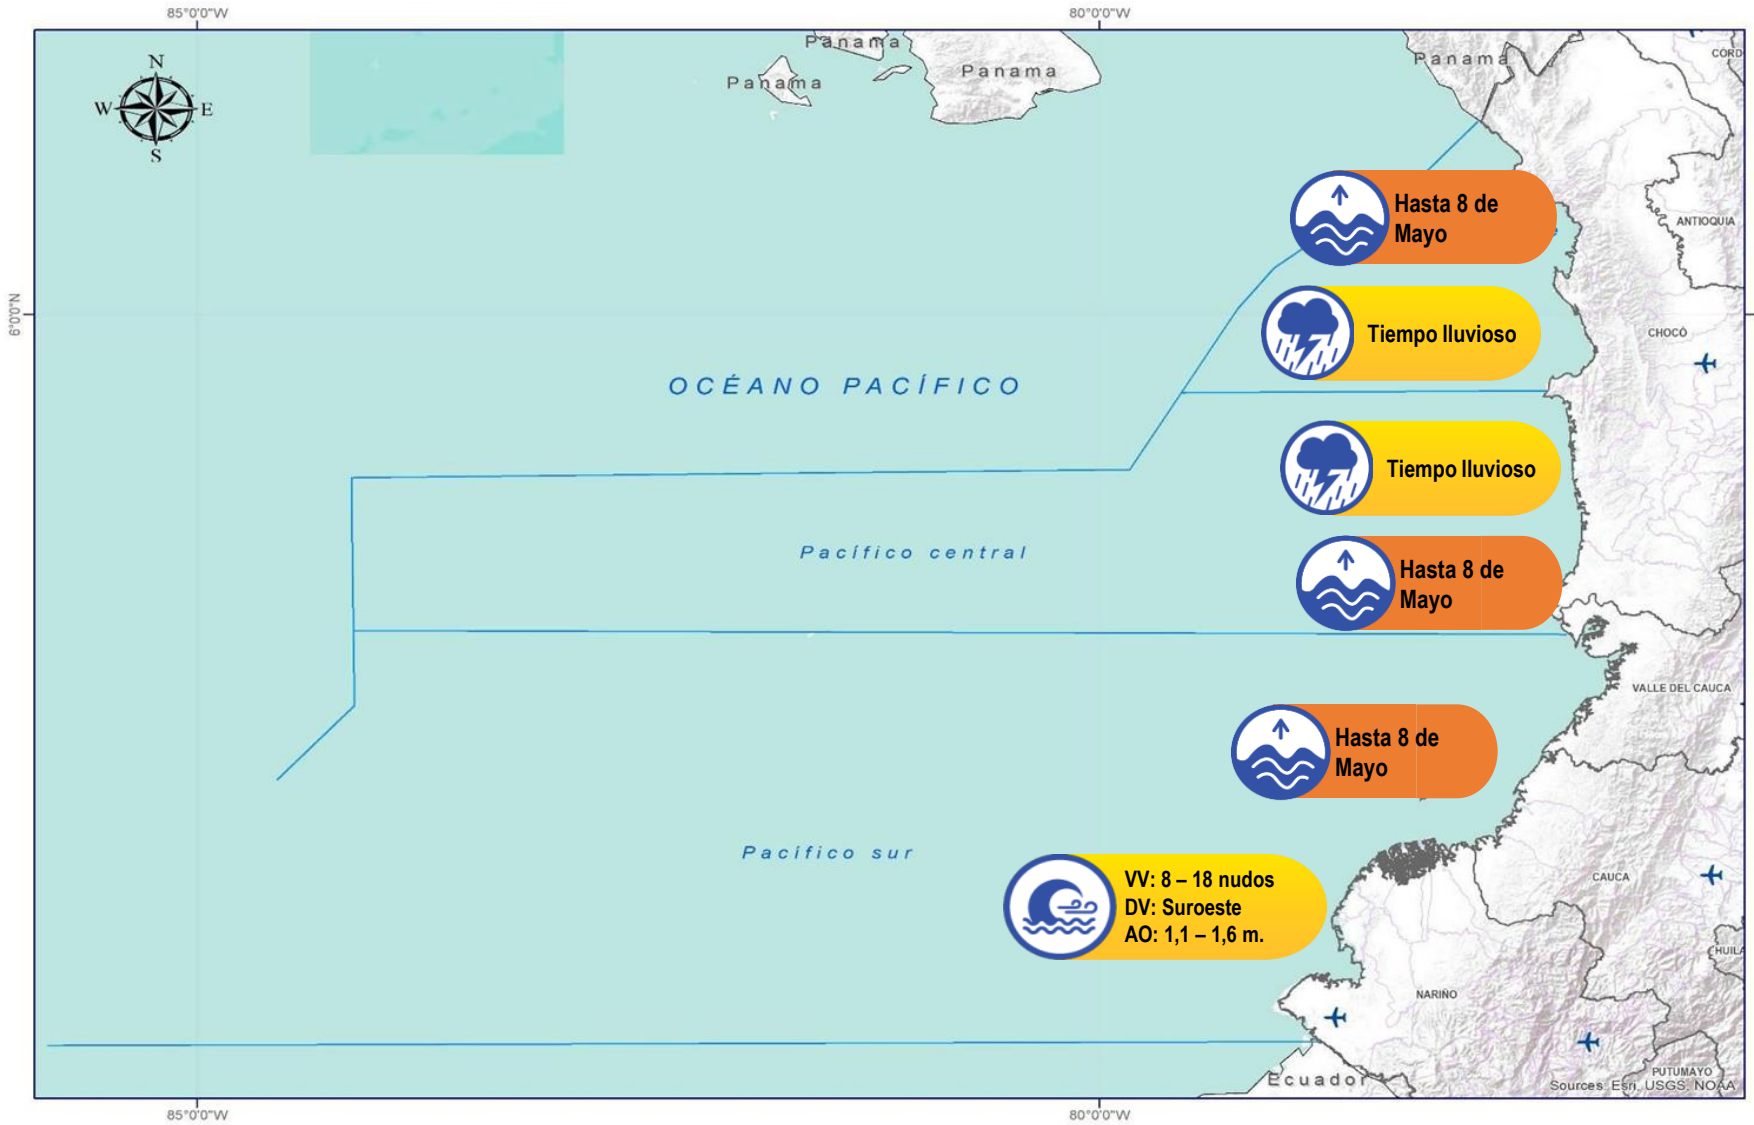 85°0'0"W
80°0'0"W
Panama
Panama
Panama
Panama
CÓRD
N
W
E
S
ANTIOQUIA
Hasta 8 de
Mayo
6°0'0"N
CHOCÓ
Tiempo lluvioso
OCÉANO PACÍFICO
Tiempo lluvioso
Pacífico central
Hasta 8 de
Mayo
VALLE DEL CAUCA
Hasta 8 de
Mayo
Pacífico sur
VV: 8 – 18 nudos
DV: Suroeste
AO: 1,1 – 1,6 m.
CAUCA
HUILA
NARIÑO
PUTUMAYO
Ecuador
Sources: Esri, USGS, NOAA
85°0'0"W
80°0'0"W